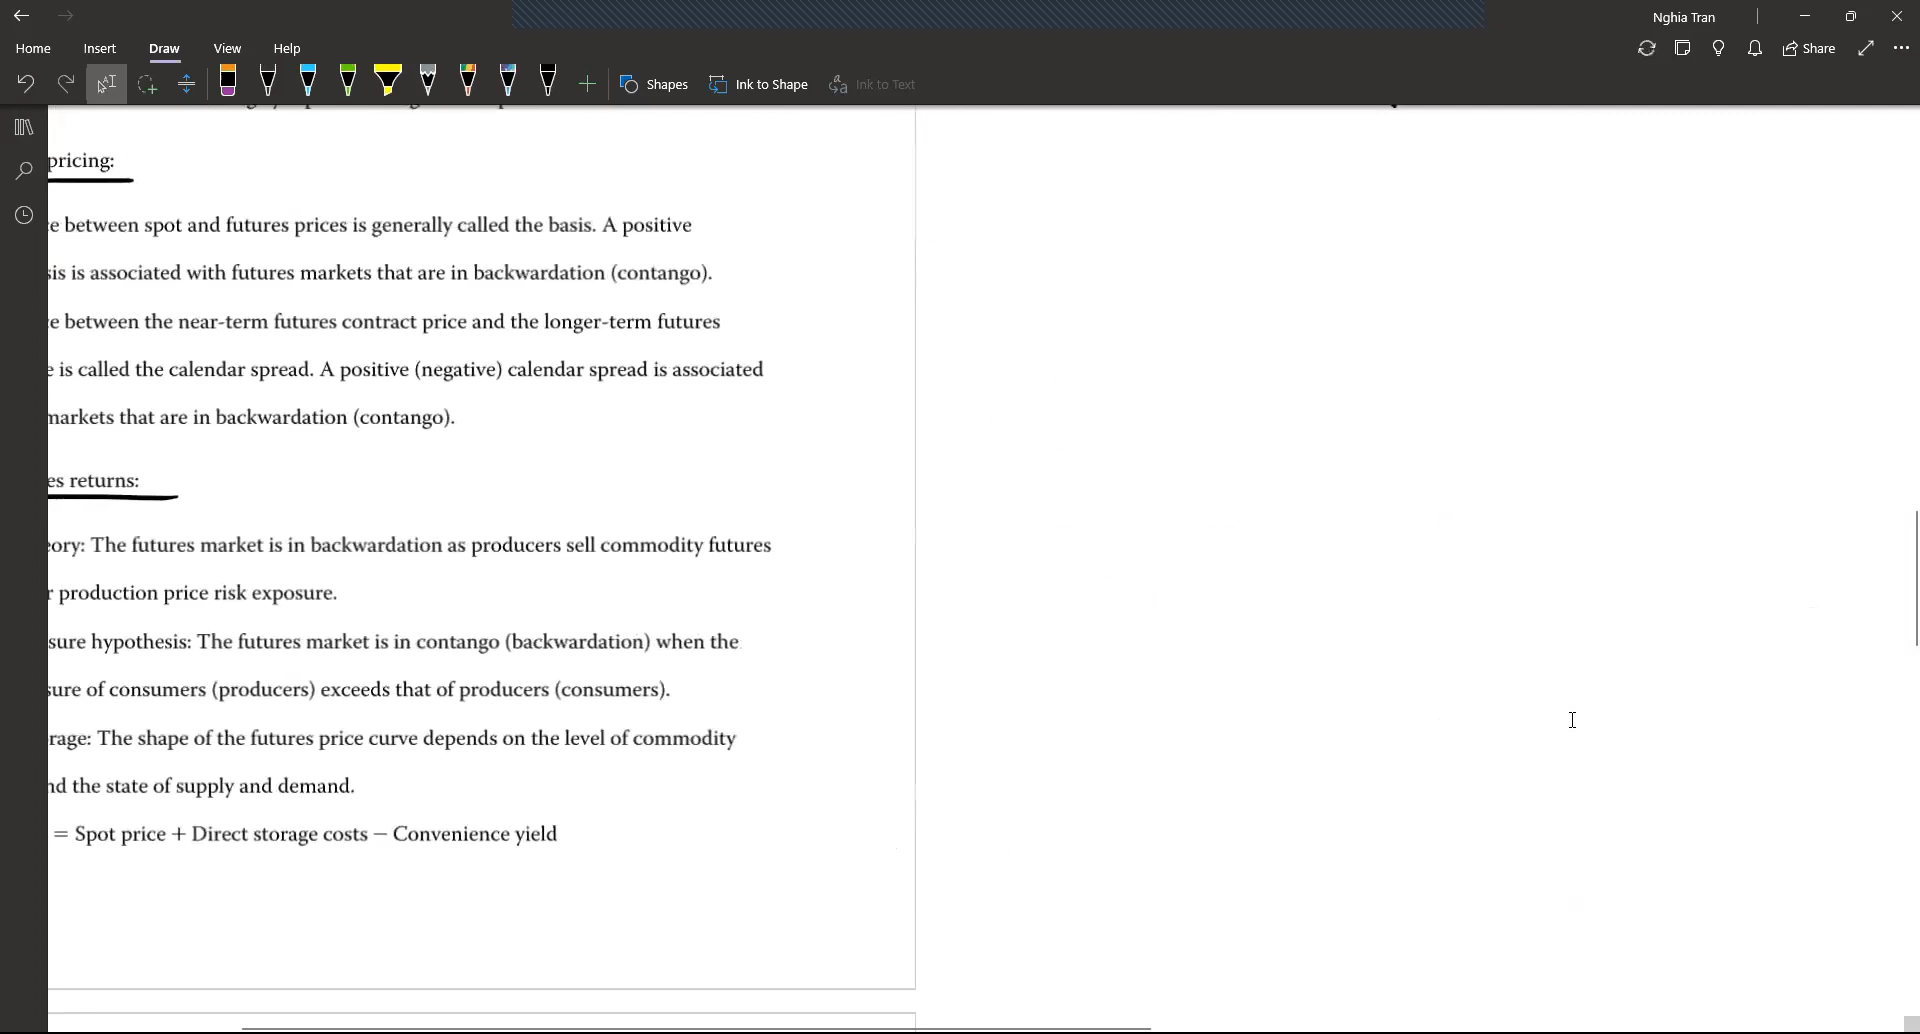 Nghia Tran
Home Insert Draw View Help
Share
Shapes Ink to Shape Ink to Text
pricing:
between spot and futures prices is generally called the basis. A positive
is associated with futures markets that are in backwardation (contango).
between the near-term futures contract price and the longer-term futures
is called the calendar spread. A positive (negative) calendar spread is associated
markets that are in backwardation (contango).
es returns:
ory: The futures market is in backwardation as producers sell commodity futures
r production price risk exposure.
sure hypothesis: The futures market is in contango (backwardation) when the
sure of consumers (producers) exceeds that of producers (consumers).
rage: The shape of the futures price curve depends on the level of commodity
nd the state of supply and demand.
= Spot price + Direct storage costs − Convenience yield